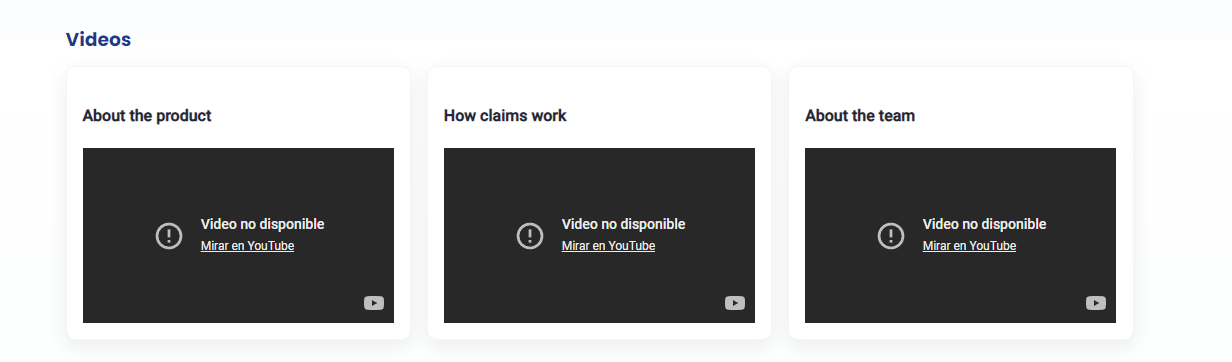 Videos
About the product
Video no disponible
Mirar en YouTube
How claims work
Video no disponible
Mirar en YouTube
About the team
Video no disponible
Mirar en YouTube